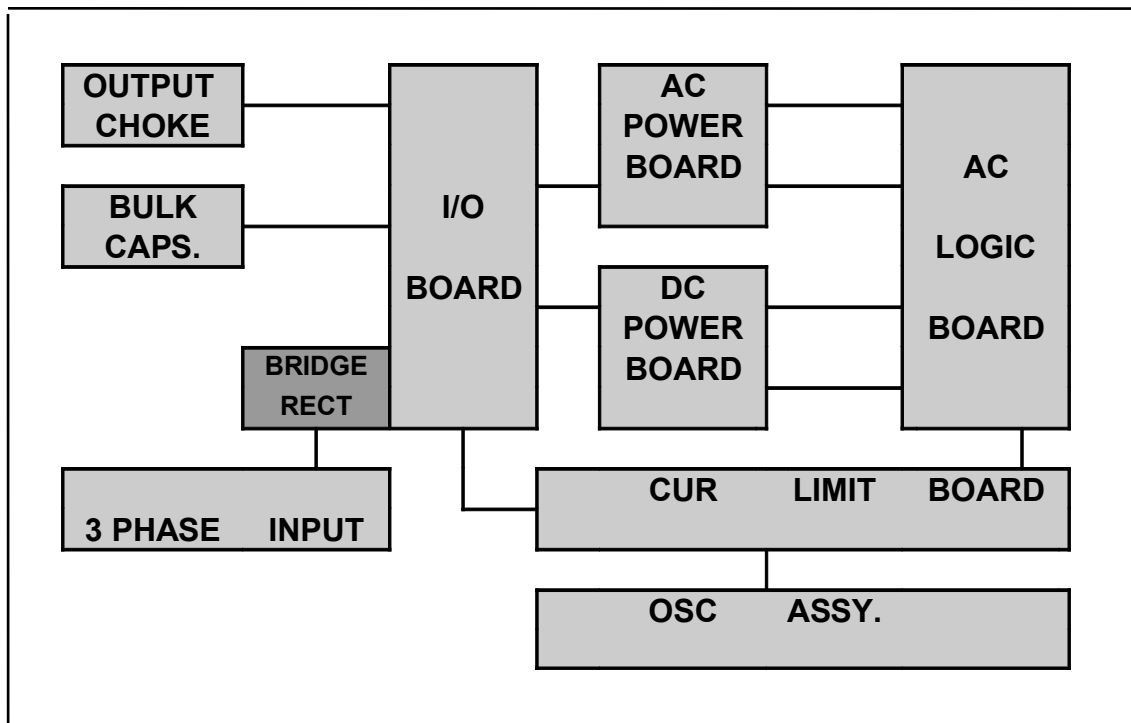 OUTPUT
CHOKE
BULK
CAPS.
I/O
BOARD
AC
POWER
BOARD
DC
POWER
BOARD
AC
LOGIC
BOARD
BRIDGE
RECT
3 PHASE INPUT
CUR LIMIT BOARD
OSC ASSY.